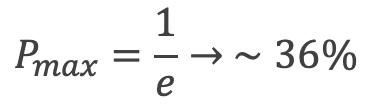 P_max = 1/e → ~ 36%